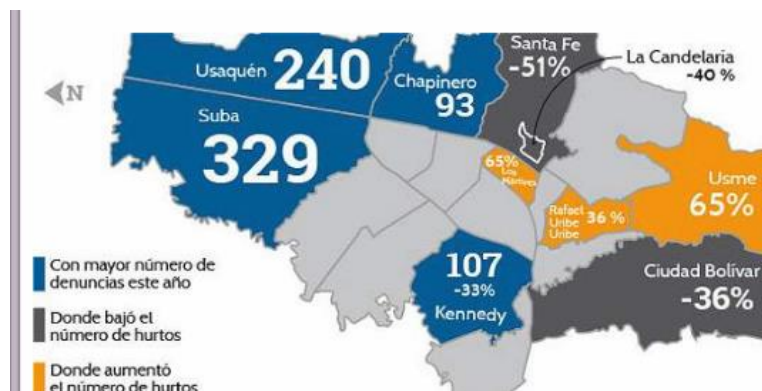 Usaquén 240
Chapinero
93
Santa Fe
-51%
La Candelaria
-40 %
N
Suba
329
65%
Los
Mártires
Rafael
Uribe
Uribe
36 %
Usme
65%
107
-33%
Kennedy
Ciudad Bolívar
-36%
Con mayor número de
denuncias este año
Donde bajó el
número de hurtos
Donde aumentó
el número de hurtos